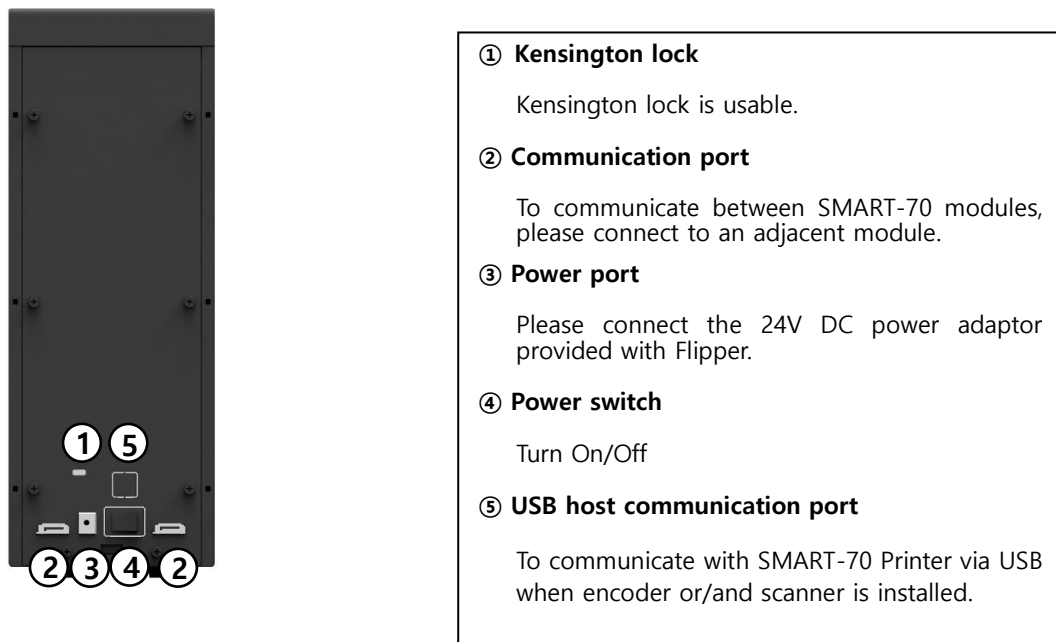 ① Kensington lock
Kensington lock is usable.
② Communication port
To communicate between SMART-70 modules,
please connect to an adjacent module.
③ Power port
Please connect the 24V DC power adaptor
provided with Flipper.
④ Power switch
Turn On/Off
⑤ USB host communication port
To communicate with SMART-70 Printer via USB
when encoder or/and scanner is installed.
1 5
2 3 4 2